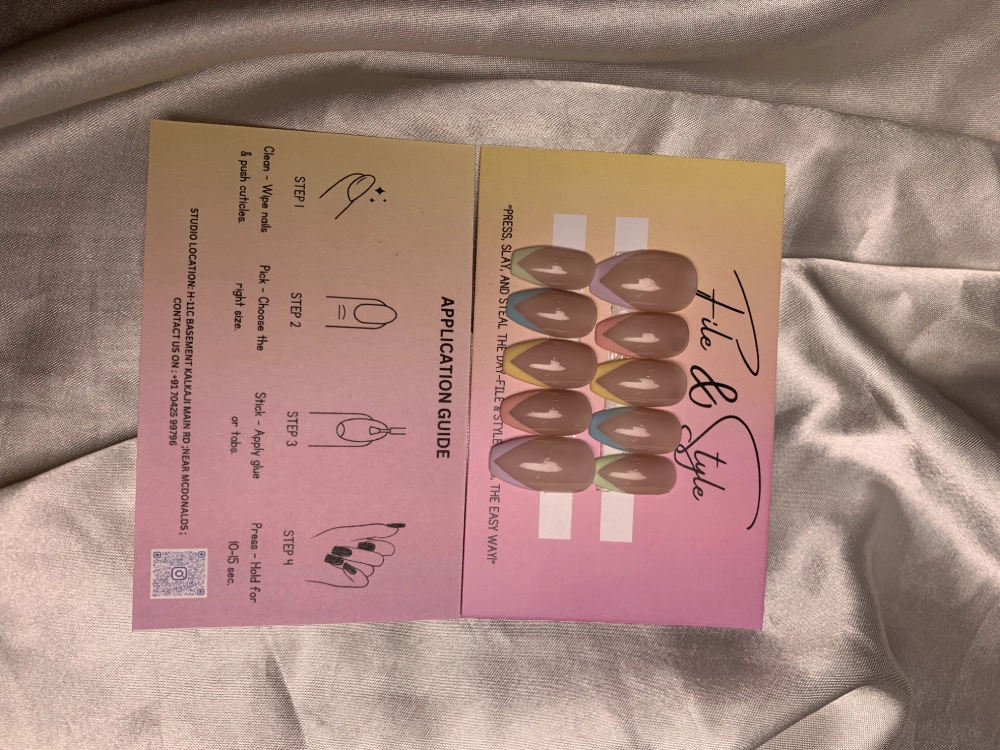 File & Style
"PRESS, SLAY, AND STEAL THE DAY–FILE & STYLE, THE EASY WAY!"
APPLICATION GUIDE
STEP 1
Clean - Wipe nails
& push cuticles.
STEP 2
Pick - Choose the
right size.
STEP 3
Stick - Apply glue
or tabs.
STEP 4
Press - Hold for
10-15 sec.
STUDIO LOCATION: H-11C BASEMENT KALKAJI MAIN RD ;NEAR MCDONALDS ;
CONTACT US ON : +91 70425 99796